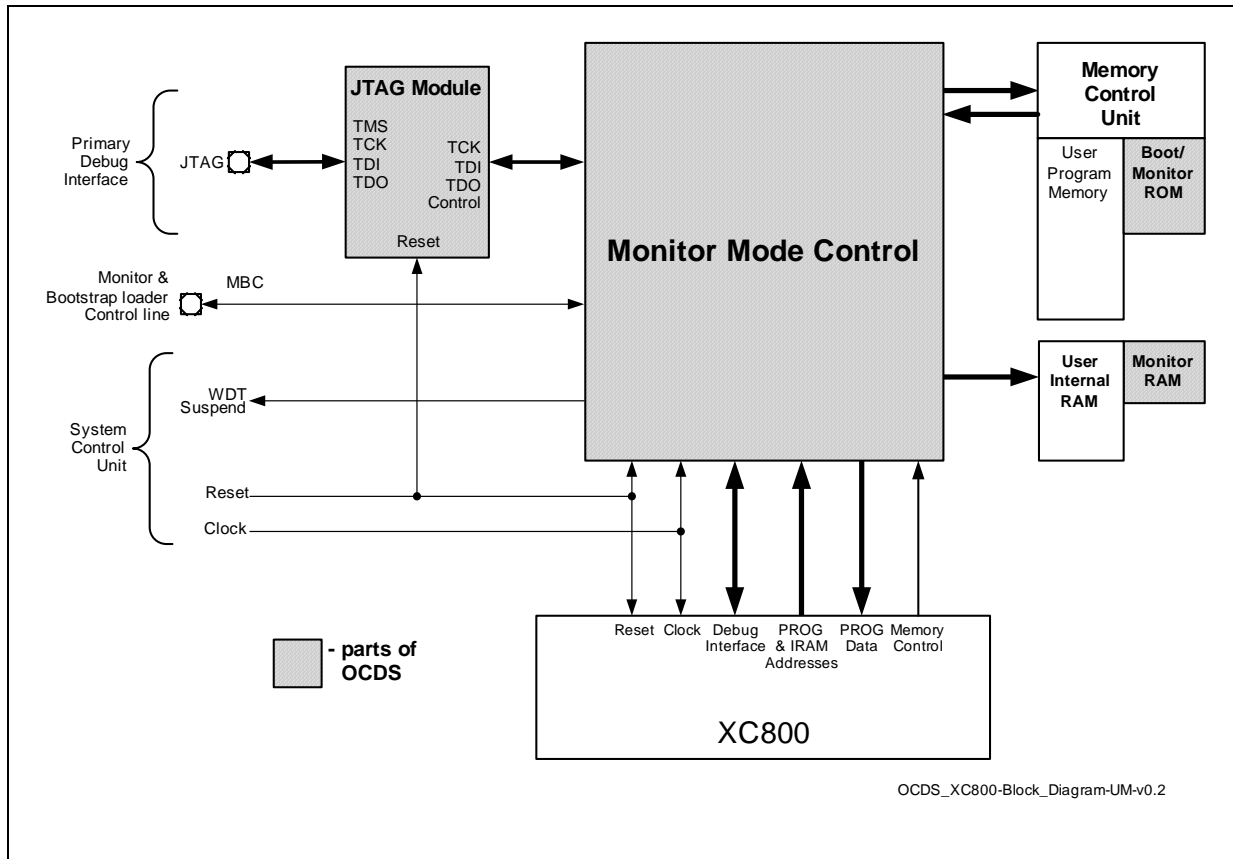 JTAG Module
TMS
TCK
TDI
TDO
TCK
TDI
TDO
Control
Reset
Primary
Debug
Interface
JTAG
Monitor &
Bootstrap loader
Control line
MBC
WDT
Suspend
System
Control
Unit
Reset
Clock
Monitor Mode Control
Memory
Control
Unit
User
Program
Memory
Boot/
Monitor
ROM
User
Internal
RAM
Monitor
RAM
Reset
Clock
Debug
Interface
PROG
& IRAM
Addresses
PROG
Data
Memory
Control
XC800
- parts of
OCDS
OCDS_XC800-Block_Diagram-UM-v0.2